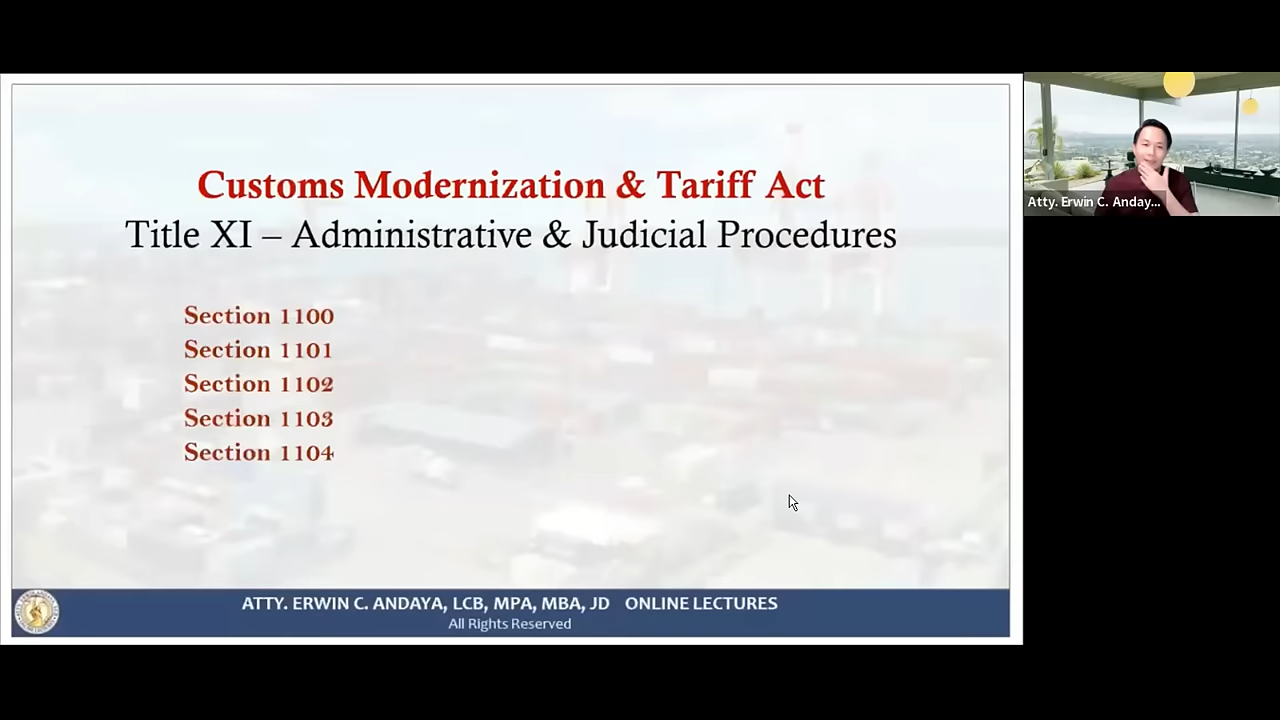 Customs Modernization & Tariff Act
Title XI – Administrative & Judicial Procedures
Section 1100
Section 1101
Section 1102
Section 1103
Section 1104
ATTY. ERWIN C. ANDAYA, LCB, MPA, MBA, JD ONLINE LECTURES
All Rights Reserved
Atty. Erwin C. Anday...